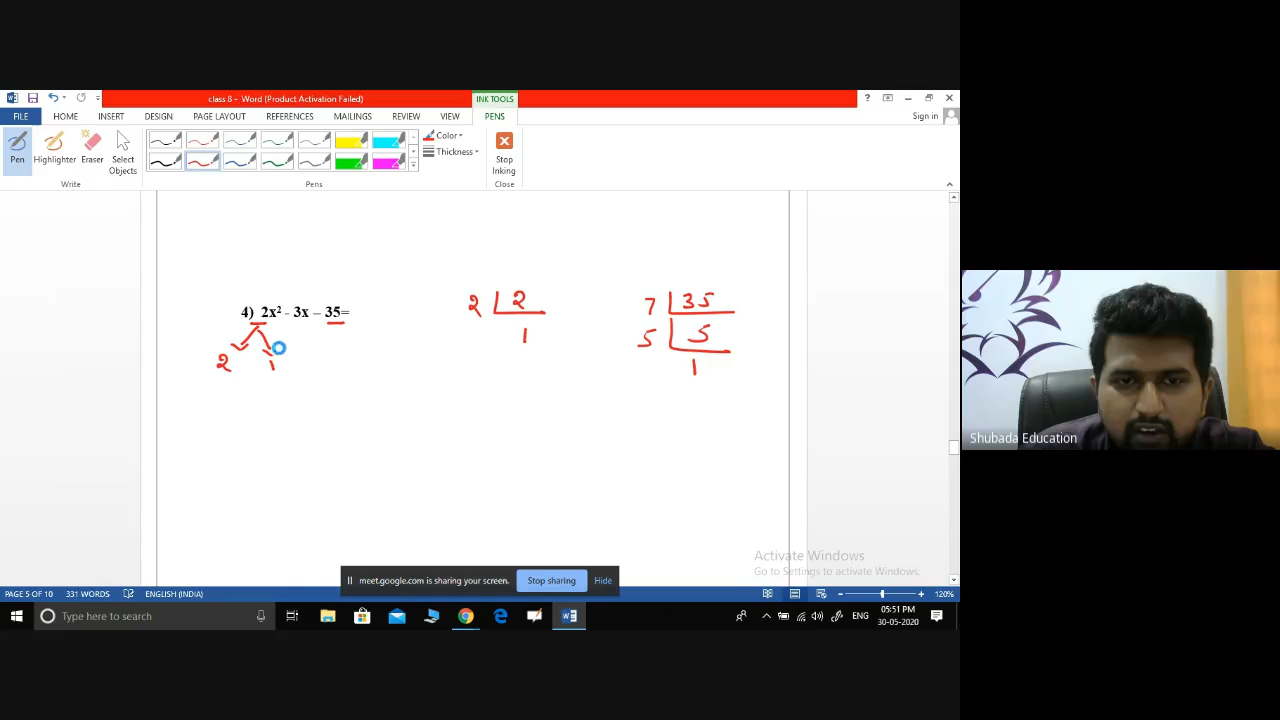 class 8 - Word (Product Activation Failed)
INK TOOLS
Sign in
FILE HOME INSERT DESIGN PAGE LAYOUT REFERENCES MAILINGS REVIEW VIEW PENS
Pen
Highlighter
Eraser
Select Objects
Color
Thickness
Stop Inking
Write
Pens
Close
4) 2x² - 3x – 35=
2 1
2 2
1
7 35
5 5
1
Shubada Education
Activate Windows
Go to Settings to activate Windows.
meet.google.com is sharing your screen. Stop sharing Hide
PAGE 5 OF 10 331 WORDS ENGLISH (INDIA) 120%
Type here to search
ENG
05:51 PM
30-05-2020